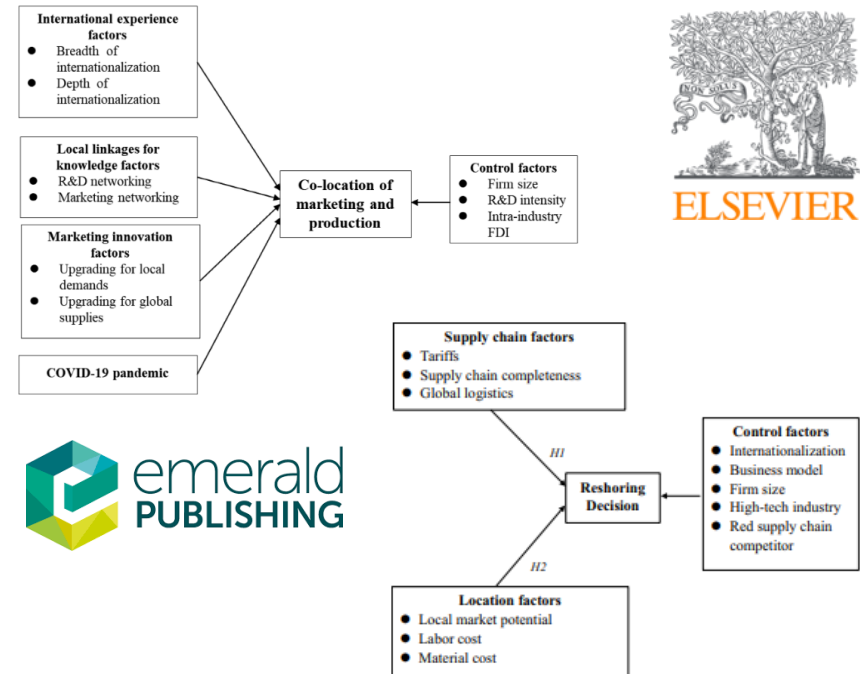 International experience
factors
● Breadth of
internationalization
● Depth of
internationalization
Local linkages for
knowledge factors
● R&D networking
● Marketing networking
Marketing innovation
factors
● Upgrading for local
demands
● Upgrading for global
supplies
COVID-19 pandemic
Co-location of
marketing and
production
Control factors
● Firm size
● R&D intensity
● Intra-industry
FDI
NON SOLUS
ELSEVIER
emerald
PUBLISHING
Supply chain factors
● Tariffs
● Supply chain completeness
● Global logistics
H1
Reshoring
Decision
Control factors
● Internationalization
● Business model
● Firm size
● High-tech industry
● Red supply chain
competitor
H2
Location factors
● Local market potential
● Labor cost
● Material cost